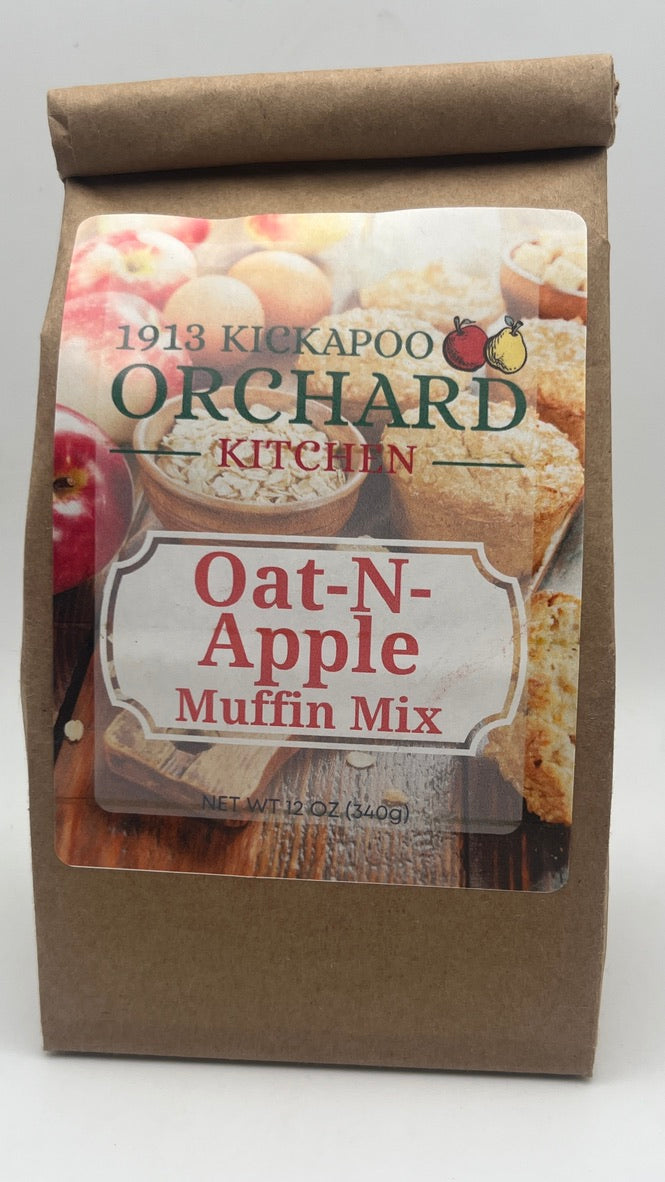 1913 KICKAPOO
ORCHARD
KITCHEN
Oat-N-
Apple
Muffin Mix
NET WT 12 OZ (340g)